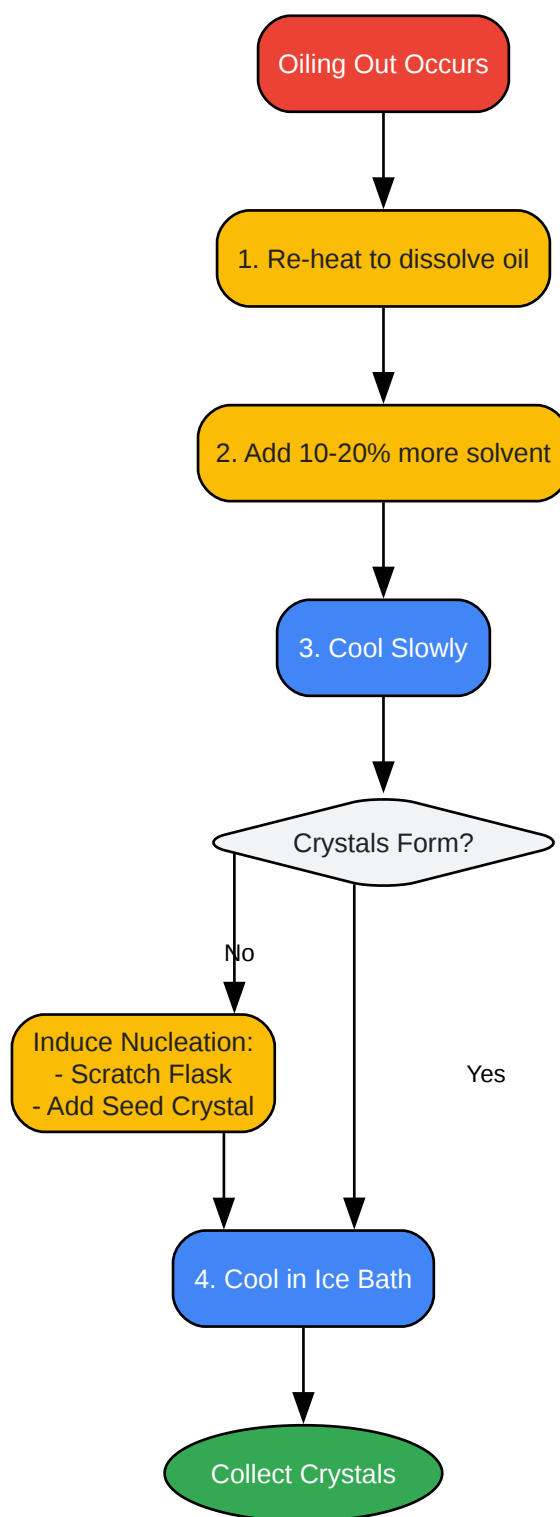 Oiling Out Occurs
1. Re-heat to dissolve oil
2. Add 10-20% more solvent
3. Cool Slowly
Crystals Form?
No
Induce Nucleation:
- Scratch Flask
- Add Seed Crystal
Yes
4. Cool in Ice Bath
Collect Crystals